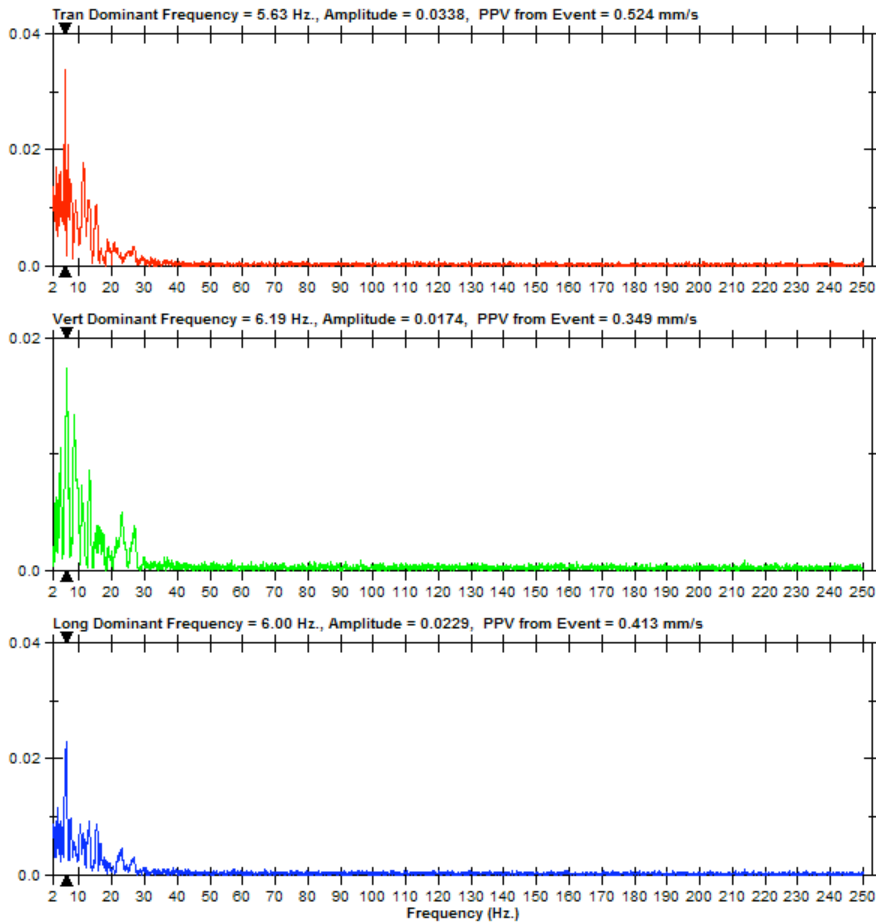 Tran Dominant Frequency = 5.63 Hz., Amplitude = 0.0338, PPV from Event = 0.524 mm/s
0.04
0.02
0.0
2 10 20 30 40 50 60 70 80 90 100 110 120 130 140 150 160 170 180 190 200 210 220 230 240 250
Vert Dominant Frequency = 6.19 Hz., Amplitude = 0.0174, PPV from Event = 0.349 mm/s
0.02
0.0
2 10 20 30 40 50 60 70 80 90 100 110 120 130 140 150 160 170 180 190 200 210 220 230 240 250
Long Dominant Frequency = 6.00 Hz., Amplitude = 0.0229, PPV from Event = 0.413 mm/s
0.04
0.02
0.0
2 10 20 30 40 50 60 70 80 90 100 110 120 130 140 150 160 170 180 190 200 210 220 230 240 250
Frequency (Hz.)